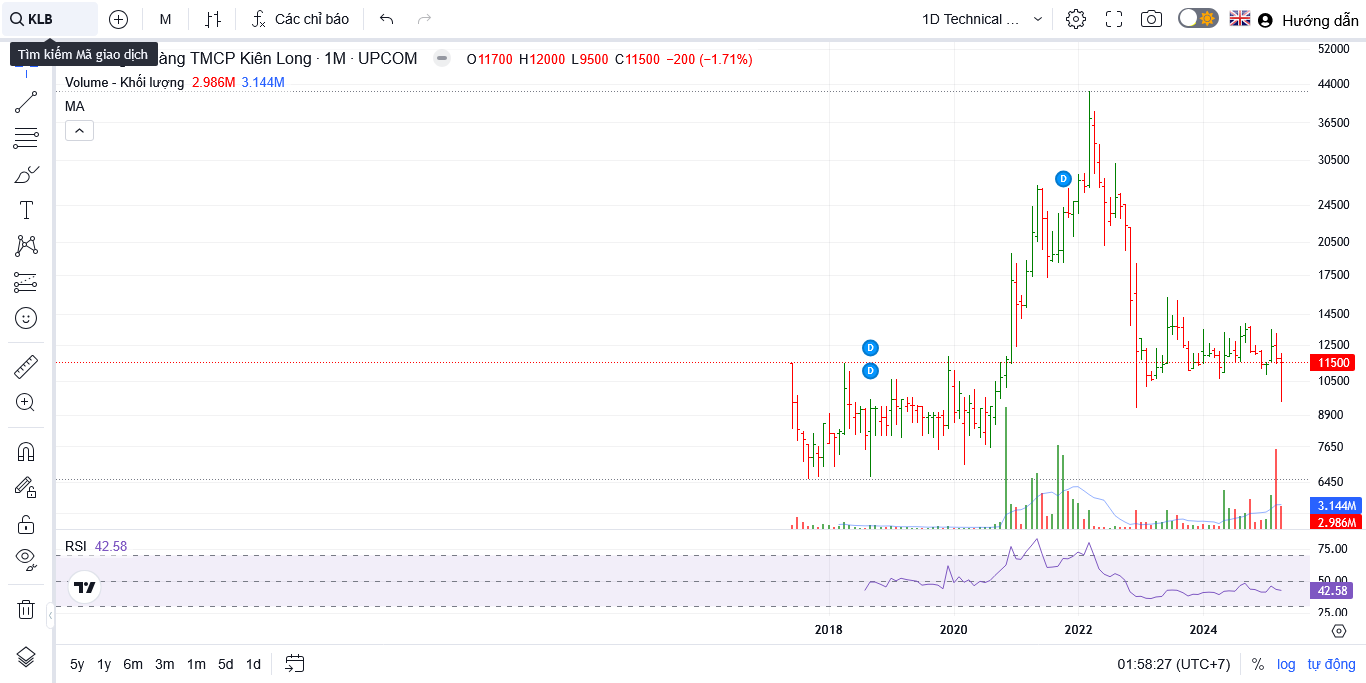 KLB
M
Các chỉ báo
1D Technical ...
Hướng dẫn
Tìm kiếm Mã giao dịch
àng TMCP Kiên Long · 1M · UPCOM
O11700 H12000 L9500 C11500 −200 (−1.71%)
Volume - Khối lượng 2.986M 3.144M
MA
52000
44000
36500
30500
24500
20500
17500
14500
12500
11500
10500
8900
7650
6450
3.144M
2.986M
D
D
D
RSI 42.58
75.00
50.00
42.58
25.00
2018 2020 2022 2024
5y 1y 6m 3m 1m 5d 1d
01:58:27 (UTC+7) % log tự động